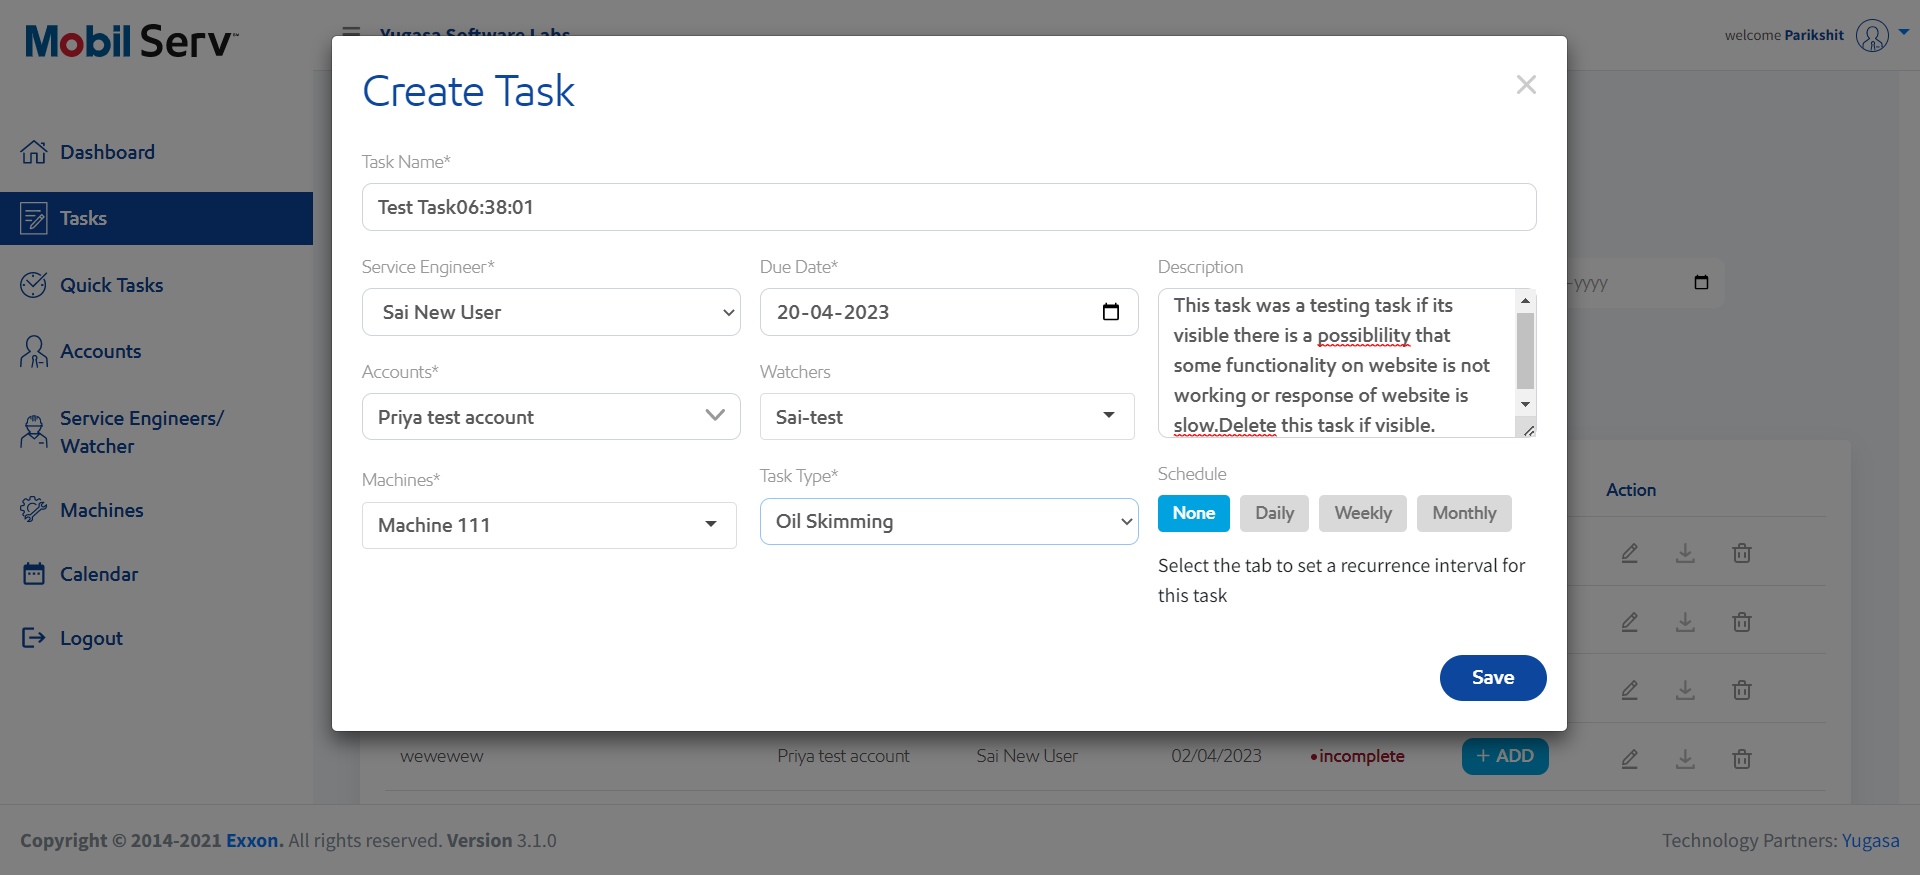 Mobil Serv™
Yugasa Software Labs
welcome Parikshit
Dashboard
Tasks
Quick Tasks
Accounts
Service Engineers/
Watcher
Machines
Calendar
Logout
Create Task
Task Name*
Test Task06:38:01
Service Engineer*
Sai New User
Due Date*
20-04-2023
Description
This task was a testing task if its
visible there is a possiblility that
some functionality on website is not
working or response of website is
slow.Delete this task if visible.
Accounts*
Priya test account
Watchers
Sai-test
Machines*
Machine 111
Task Type*
Oil Skimming
Schedule
None Daily Weekly Monthly
Select the tab to set a recurrence interval for
this task
Save
-yyyy
Action
wewewew Priya test account Sai New User 02/04/2023 •incomplete + ADD
Copyright © 2014-2021 Exxon. All rights reserved. Version 3.1.0
Technology Partners: Yugasa